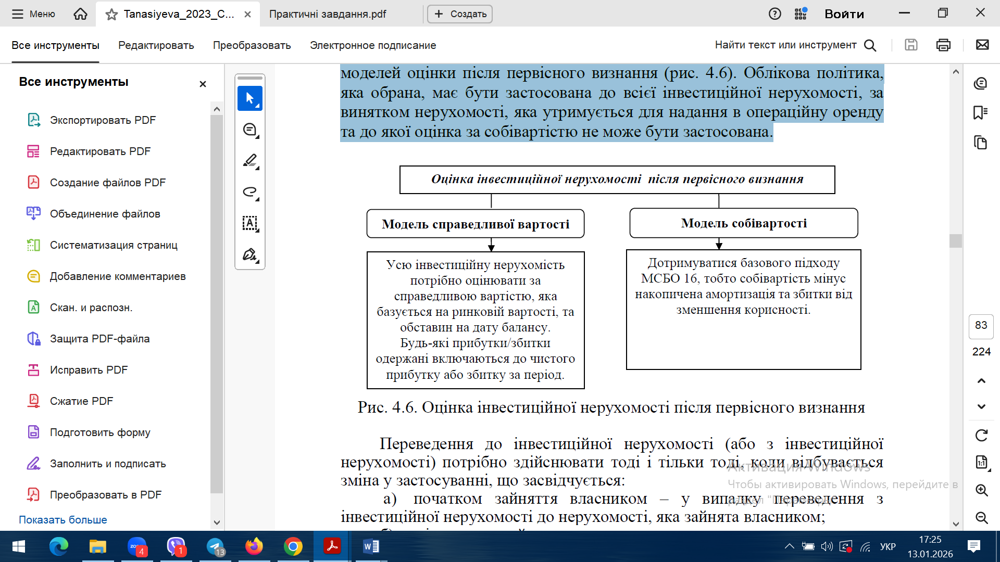 Меню
Tanasiyeva_2023_C...
Практичні завдання.pdf
Создать
Войти
Все инструменты
Редактировать
Преобразовать
Электронное подписание
Найти текст или инструмент
Все инструменты
Экспортировать PDF
Редактировать PDF
Создание файлов PDF
Объединение файлов
Систематизация страниц
Добавление комментариев
Скан. и распозн.
Защита PDF-файла
Исправить PDF
Сжатие PDF
Подготовить форму
Заполнить и подписать
Преобразовать в PDF
Показать больше
моделей оцінки після первісного визнання (рис. 4.6). Облікова політика,
яка обрана, має бути застосована до всієї інвестиційної нерухомості, за
винятком нерухомості, яка утримується для надання в операційну оренду
та до якої оцінка за собівартістю не може бути застосована.
Оцінка інвестиційної нерухомості після первісного визнання
Модель справедливої вартості
Усю інвестиційну нерухомість
потрібно оцінювати за
справедливою вартістю, яка
базується на ринковій вартості, та
обставин на дату балансу.
Будь-які прибутки/збитки
одержані включаються до чистого
прибутку або збитку за період.
Модель собівартості
Дотримуватися базового підходу
МСБО 16, тобто собівартість мінус
накопичена амортизація та збитки від
зменшення корисності.
Рис. 4.6. Оцінка інвестиційної нерухомості після первісного визнання
Переведення до інвестиційної нерухомості (або з інвестиційної
нерухомості) потрібно здійснювати тоді і тільки тоді, коли відбувається
зміна у застосуванні, що засвідчується:
а) початком зайняття власником – у випадку переведення з
інвестиційної нерухомості до нерухомості, яка зайнята власником;
Активация Windows
Чтобы активировать Windows, перейдите в
раздел "Параметры".
83
224
1:1
zoom
4
1
13
УКР
17:25
13.01.2026